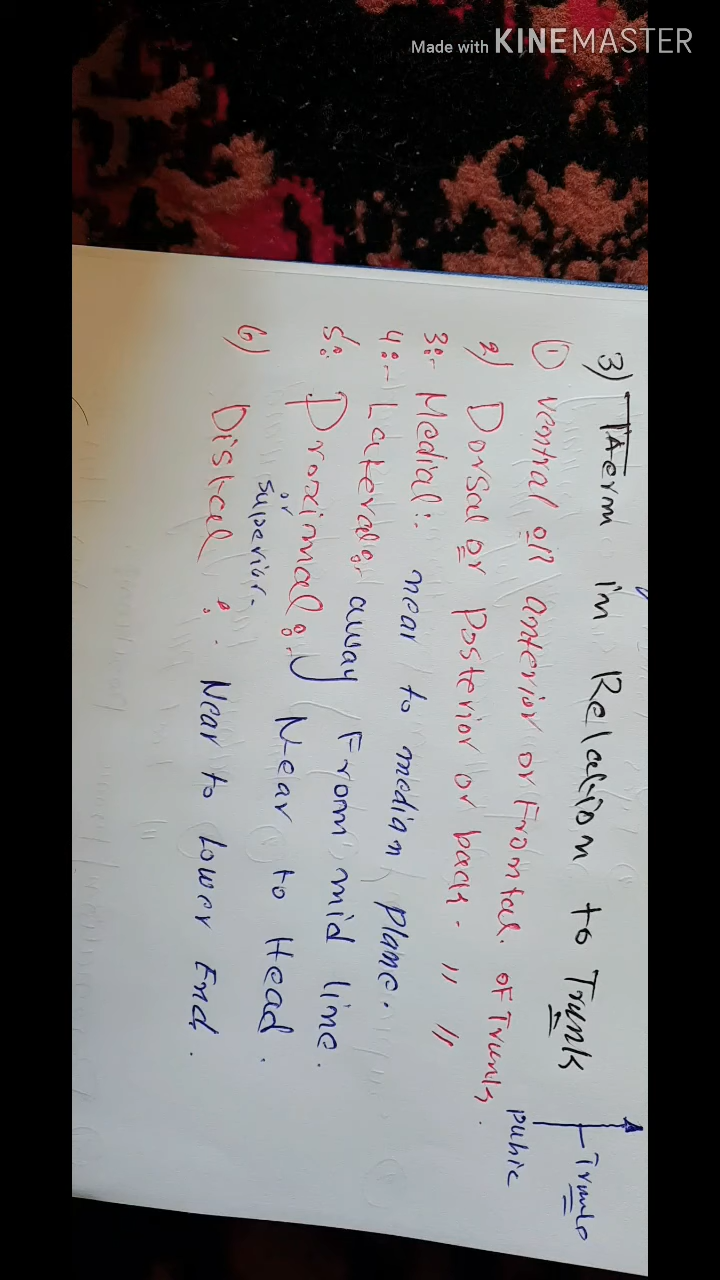 Made with KINEMASTER
3) TAerm in Relation to Trunk
Trunk
pubic
1) ventral or anterior or Frontal. of Trunk.
2) Dorsal or Posterior or back. " "
3:- Medial:- near to median Plane.
4:- Lateral:- away From mid line.
5:- Proximal:- Near to Head.
or superior.
6) Distal :- Near to Lower End.